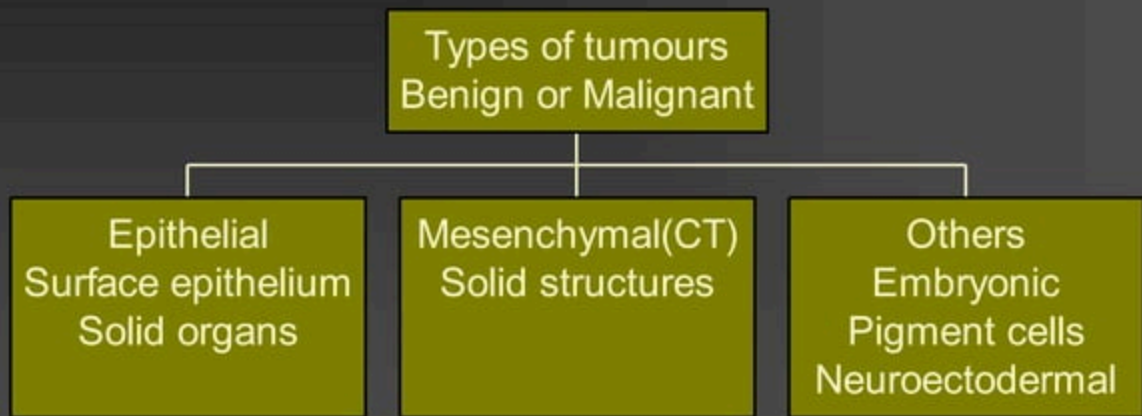 Types of tumours
Benign or Malignant
Epithelial
Surface epithelium
Solid organs
Mesenchymal(CT)
Solid structures
Others
Embryonic
Pigment cells
Neuroectodermal